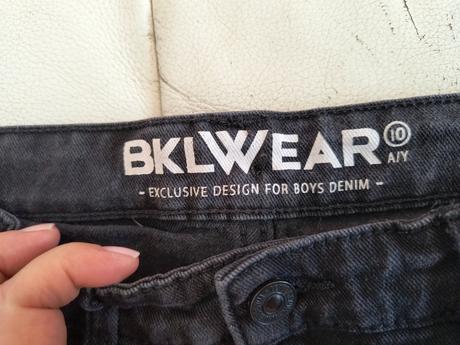 BKLWEAR 10
A/Y
- EXCLUSIVE DESIGN FOR BOYS DENIM -